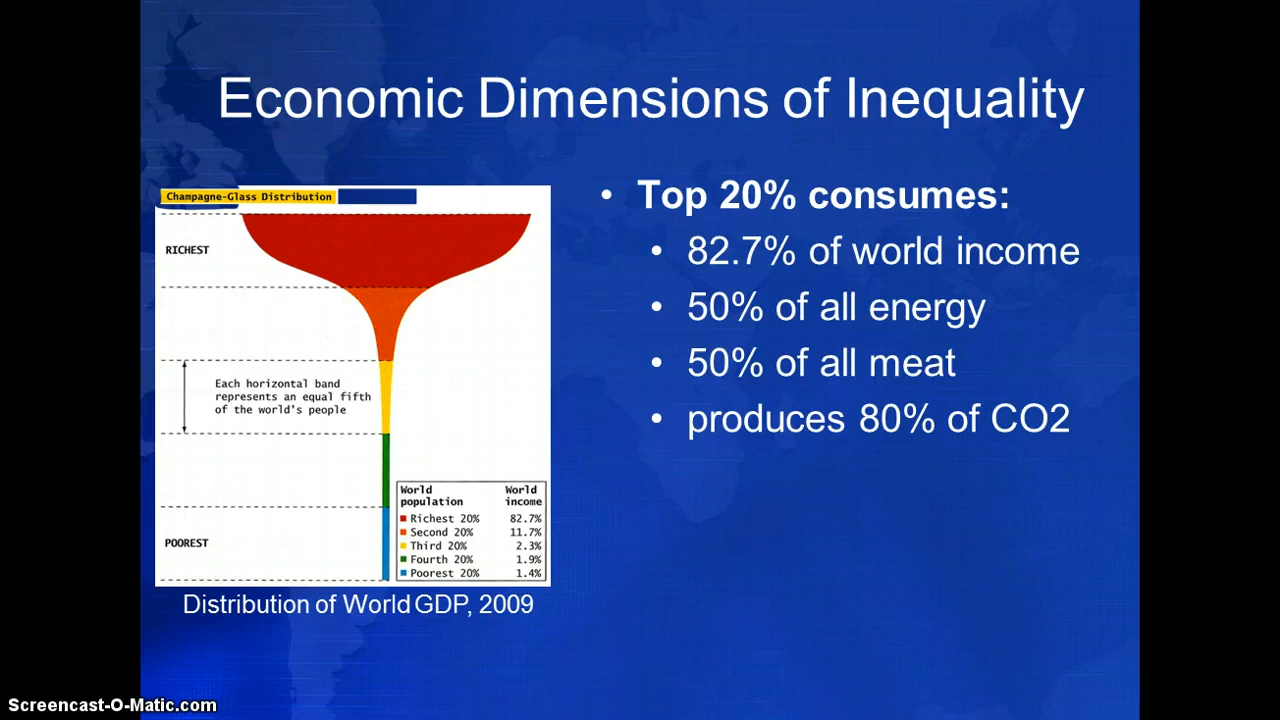 Economic Dimensions of Inequality
Champagne-Glass Distribution
RICHEST
Each horizontal band
represents an equal fifth
of the world's people
POOREST
World World
population income
Richest 20% 82.7%
Second 20% 11.7%
Third 20% 2.3%
Fourth 20% 1.9%
Poorest 20% 1.4%
Distribution of World GDP, 2009
• Top 20% consumes:
• 82.7% of world income
• 50% of all energy
• 50% of all meat
• produces 80% of CO2
Screencast-O-Matic.com